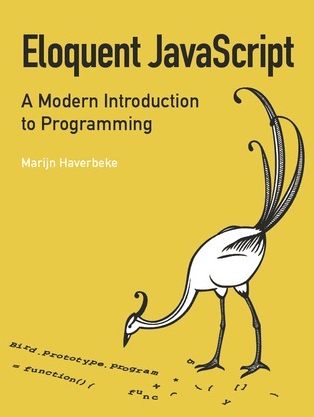 Eloquent JavaScript
A Modern Introduction
to Programming
Marijn Haverbeke
Bird.Prototype.Program
= function() {
func